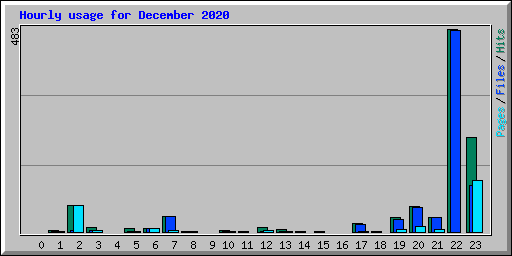 Hourly usage for December 2020
483
Pages / Files / Hits
0 1 2 3 4 5 6 7 8 9 10 11 12 13 14 15 16 17 18 19 20 21 22 23